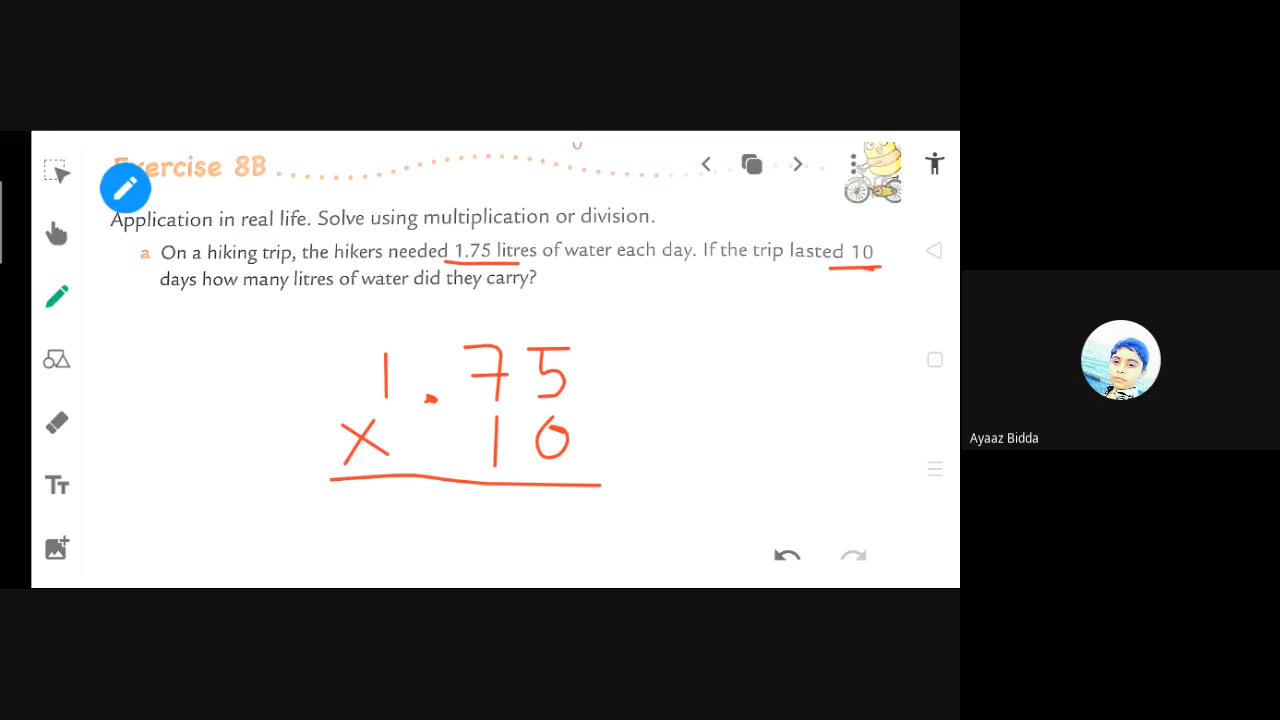 Exercise 8B
Application in real life. Solve using multiplication or division.
a On a hiking trip, the hikers needed 1.75 litres of water each day. If the trip lasted 10
days how many litres of water did they carry?
1.75
x 10
Tт
Ayaaz Bidda